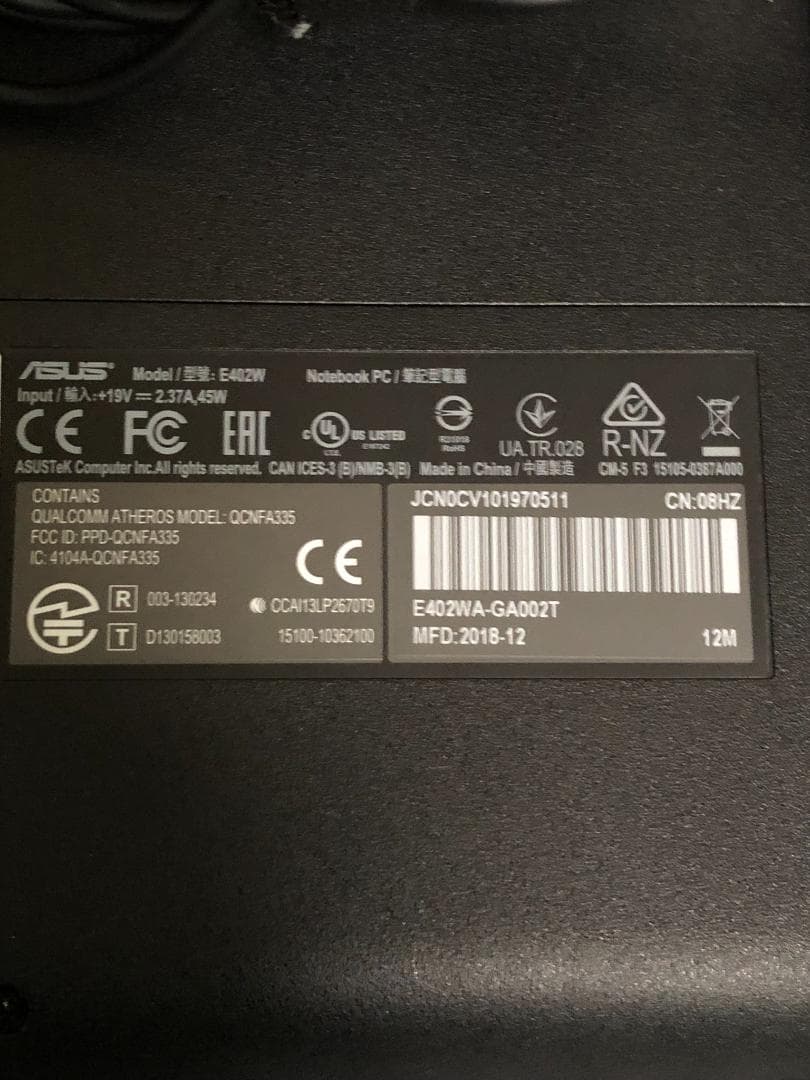 ASUS Model / 型號: E402W Notebook PC / 筆記型電腦
Input / 輸入: +19V ⎓ 2.37A, 45W
CE FC EAC c UL US LISTED UA.TR.028 R-NZ
ASUSTeK Computer Inc. All rights reserved. CAN ICES-3 (B)/NMB-3(B) Made in China / 中國製造 CM-5 F3 15105-0387A000
CONTAINS
QUALCOMM ATHEROS MODEL: QCNFA335
FCC ID: PPD-QCNFA335
IC: 4104A-QCNFA335
CE
R 003-130234 CCAI13LP2670T9
T D130158003 15100-10362100
JCN0CV101970511 CN:08HZ
E402WA-GA002T
MFD:2018-12 12M